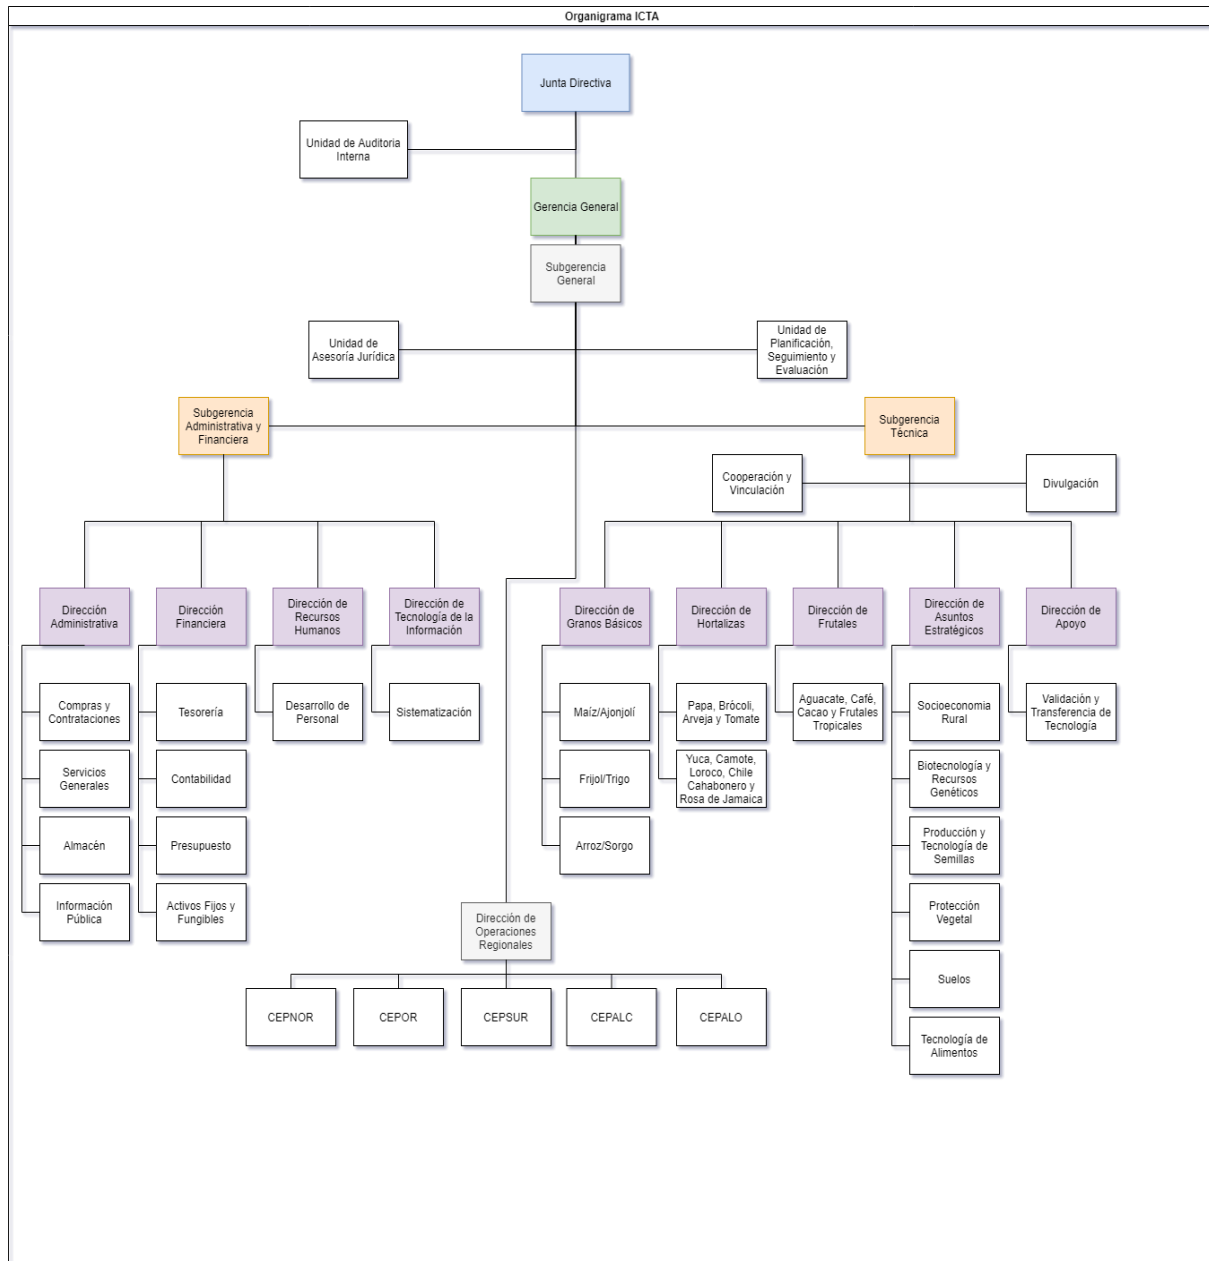 Organigrama ICTA
Junta Directiva
Unidad de Auditoria
Interna
Gerencia General
Subgerencia
General
Unidad de
Asesoría Jurídica
Unidad de
Planificación,
Seguimiento y
Evaluación
Subgerencia
Administrativa y
Financiera
Subgerencia
Técnica
Cooperación y
Vinculación
Divulgación
Dirección
Administrativa
Dirección
Financiera
Dirección de
Recursos
Humanos
Dirección de
Tecnología de la
Información
Dirección de
Granos Básicos
Dirección de
Hortalizas
Dirección de
Frutales
Dirección de
Asuntos
Estratégicos
Dirección de
Apoyo
Compras y
Contrataciones
Tesorería
Desarrollo de
Personal
Sistematización
Maíz/Ajonjolí
Papa, Brócoli,
Arveja y Tomate
Aguacate, Café,
Cacao y Frutales
Tropicales
Socioeconomia
Rural
Validación y
Transferencia de
Tecnología
Servicios
Generales
Contabilidad
Frijol/Trigo
Yuca, Camote,
Loroco, Chile
Cahabonero y
Rosa de Jamaica
Biotecnología y
Recursos
Genéticos
Almacén
Presupuesto
Arroz/Sorgo
Producción y
Tecnología de
Semillas
Información
Pública
Activos Fijos y
Fungibles
Dirección de
Operaciones
Regionales
Protección
Vegetal
Suelos
CEPNOR
CEPOR
CEPSUR
CEPALC
CEPALO
Tecnología de
Alimentos